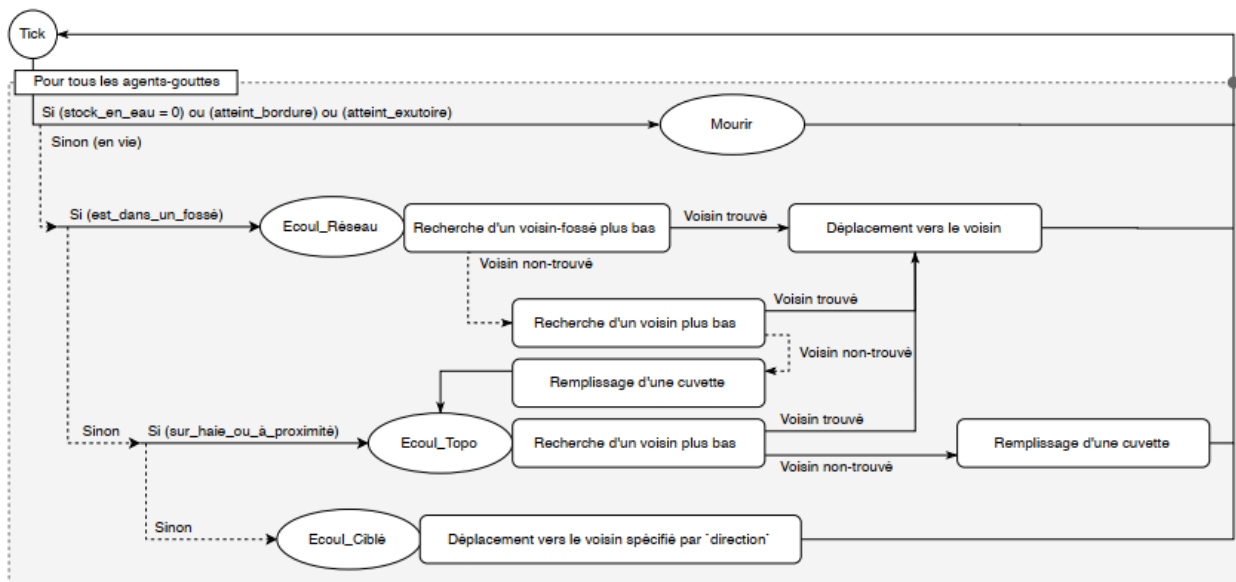 Tick
Pour tous les agents-gouttes
Si (stock_en_eau = 0) ou (atteint_bordure) ou (atteint_exutoire)
Mourir
Sinon (en vie)
Si (est_dans_un_fossé)
Ecoul_Réseau
Recherche d'un voisin-fossé plus bas
Voisin trouvé
Déplacement vers le voisin
Voisin non-trouvé
Voisin trouvé
Recherche d'un voisin plus bas
Voisin non-trouvé
Remplissage d'une cuvette
Sinon
Si (sur_haie_ou_à_proximité)
Ecoul_Topo
Recherche d'un voisin plus bas
Voisin trouvé
Voisin non-trouvé
Remplissage d'une cuvette
Sinon
Ecoul_Ciblé
Déplacement vers le voisin spécifié par `direction`